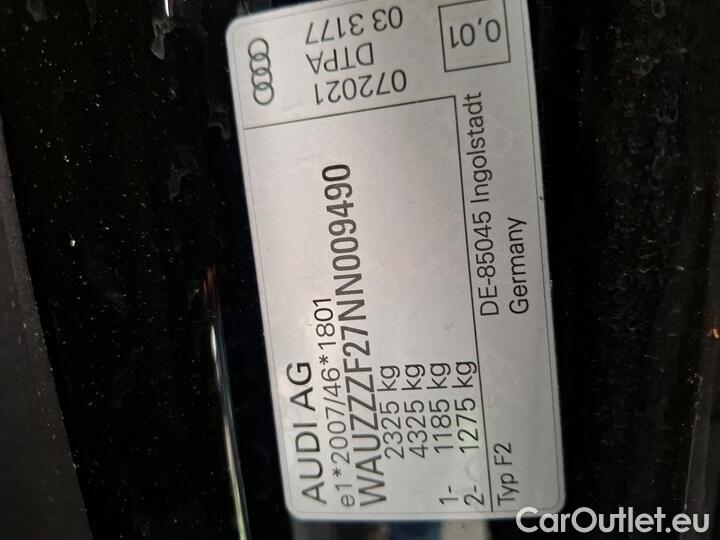 AUDI AG
e1*2007/46*1801
WAUZZZF27NN009490
2325 kg
4325 kg
1- 1185 kg
2- 1275 kg
Typ F2
DE-85045 Ingolstadt
Germany
072021
DTPA
03 3177
0,01
CarOutlet.eu